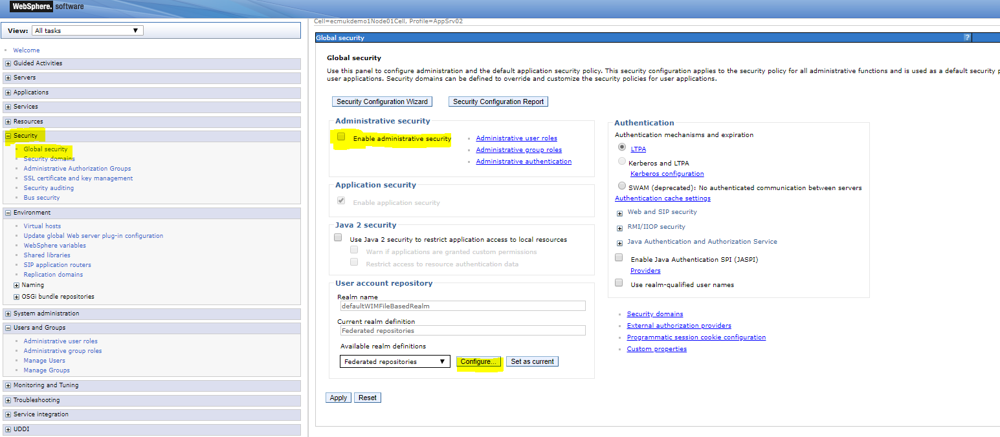 WebSphere. software
View: All tasks
Welcome
Guided Activities
Servers
Applications
Services
Resources
Security
Global security
Security domains
Administrative Authorization Groups
SSL certificate and key management
Security auditing
Bus security
Environment
Virtual hosts
Update global Web server plug-in configuration
WebSphere variables
Shared libraries
SIP application routers
Replication domains
Naming
OSGi bundle repositories
System administration
Users and Groups
Administrative user roles
Administrative group roles
Manage Users
Manage Groups
Monitoring and Tuning
Troubleshooting
Service integration
UDDI
Cell=ecmukdemo1Node01Cell, Profile=AppSrv02
Global security ?
Global security
Use this panel to configure administration and the default application security policy. This security configuration applies to the security policy for all administrative functions and is used as a default security p
user applications. Security domains can be defined to override and customize the security policies for user applications.
Security Configuration Wizard Security Configuration Report
Administrative security
Enable administrative security
Administrative user roles
Administrative group roles
Administrative authentication
Application security
Enable application security
Java 2 security
Use Java 2 security to restrict application access to local resources
Warn if applications are granted custom permissions
Restrict access to resource authentication data
User account repository
Realm name
defaultWIMFileBasedRealm
Current realm definition
Federated repositories
Available realm definitions
Federated repositories Configure... Set as current
Apply Reset
Authentication
Authentication mechanisms and expiration
LTPA
Kerberos and LTPA
Kerberos configuration
SWAM (deprecated): No authenticated communication between servers
Authentication cache settings
Web and SIP security
RMI/IIOP security
Java Authentication and Authorization Service
Enable Java Authentication SPI (JASPI)
Providers
Use realm-qualified user names
Security domains
External authorization providers
Programmatic session cookie configuration
Custom properties